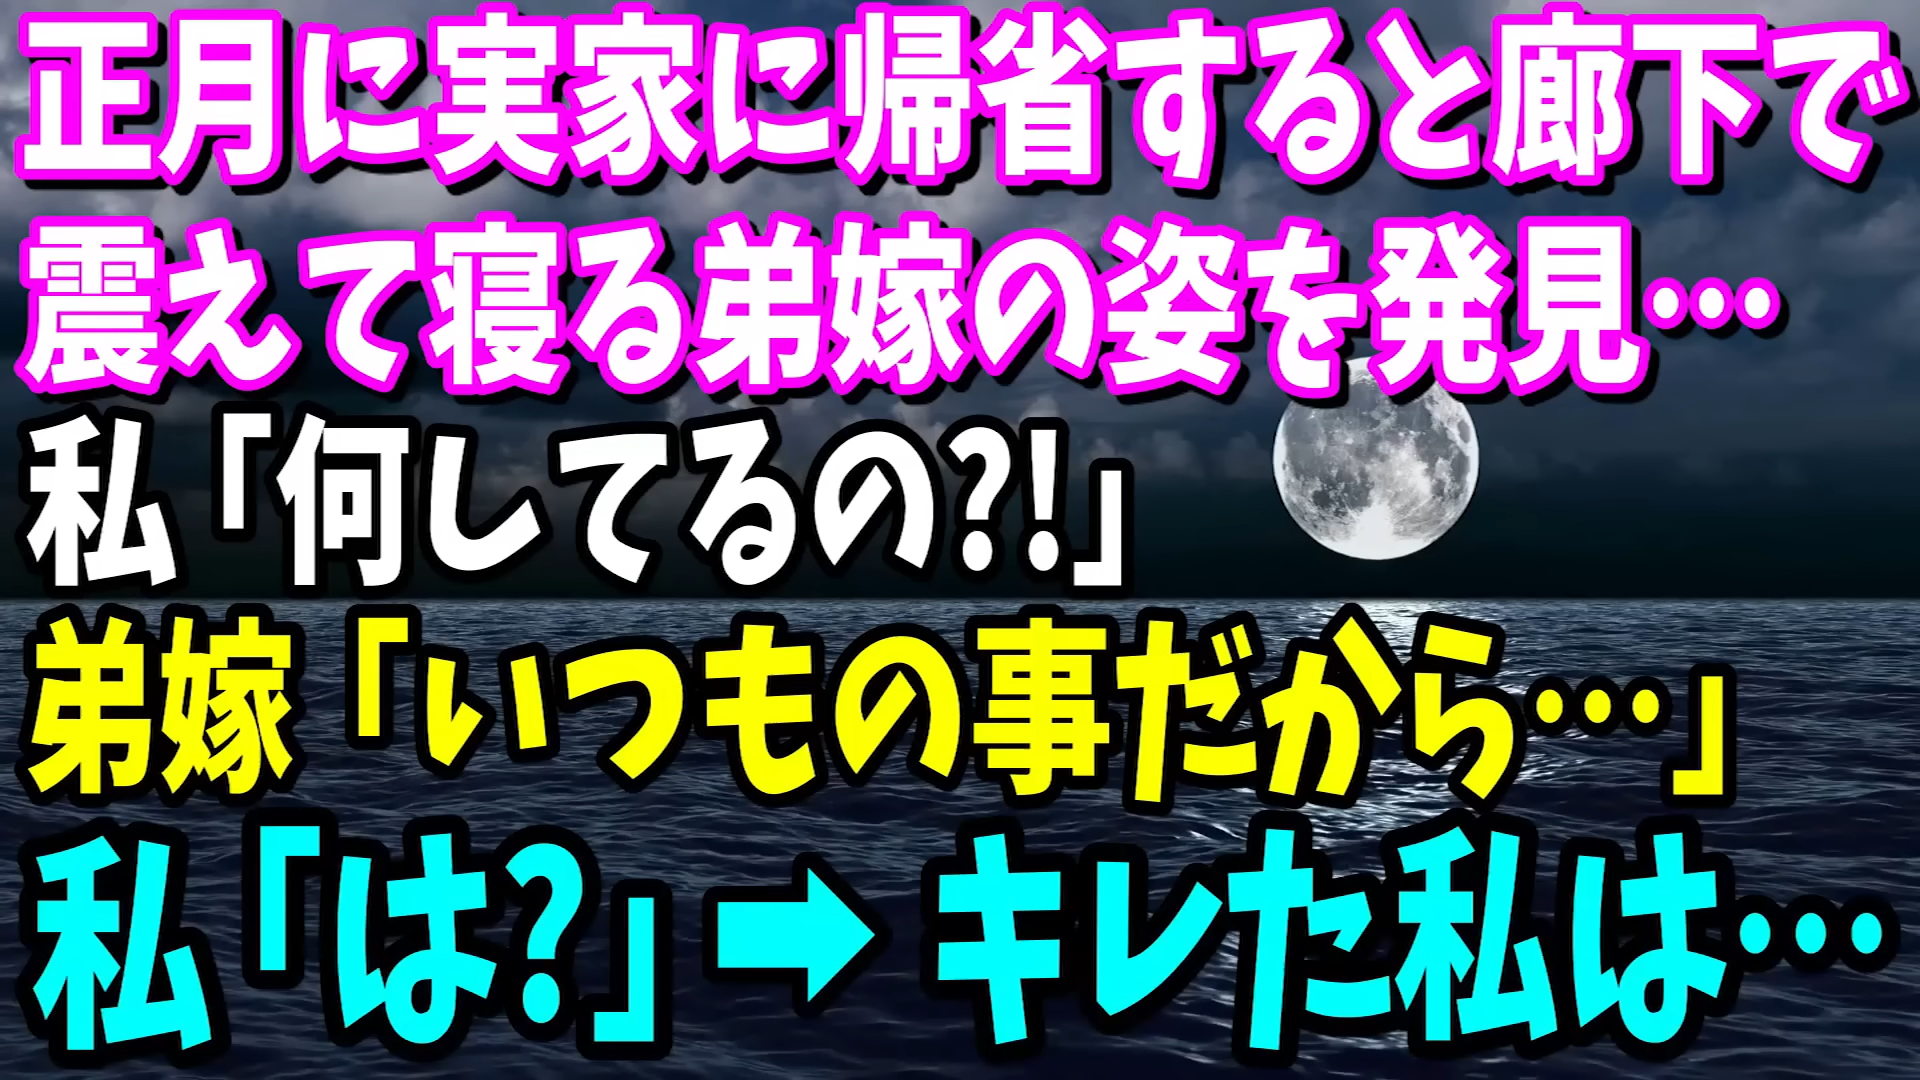 正月に実家に帰省すると廊下で
震えて寝る弟嫁の姿を発見…
私「何してるの?!」
弟嫁「いつもの事だから…」
私「は?」➡キレた私は…